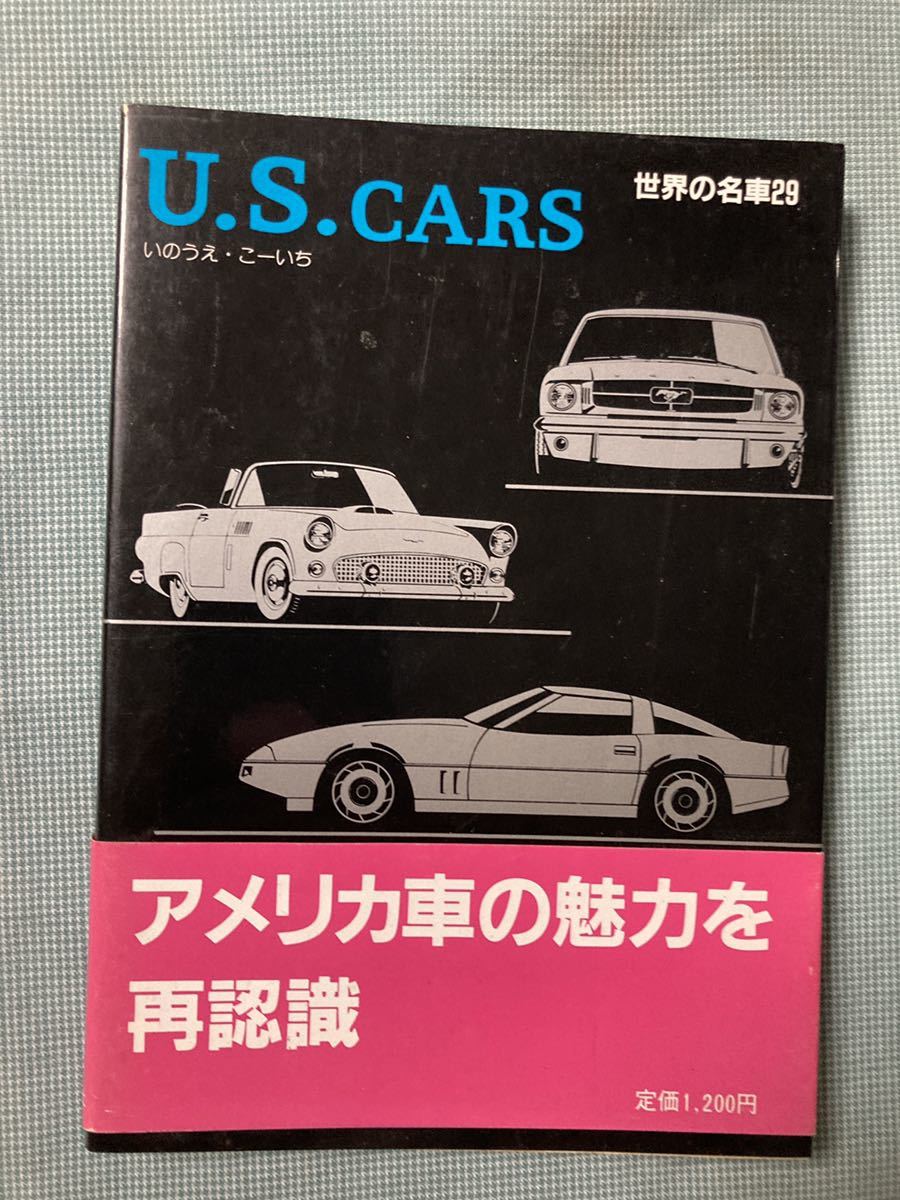 U.S. CARS
世界の名車29
いのうえ・こーいち
アメリカ車の魅力を
再認識
定価1,200円